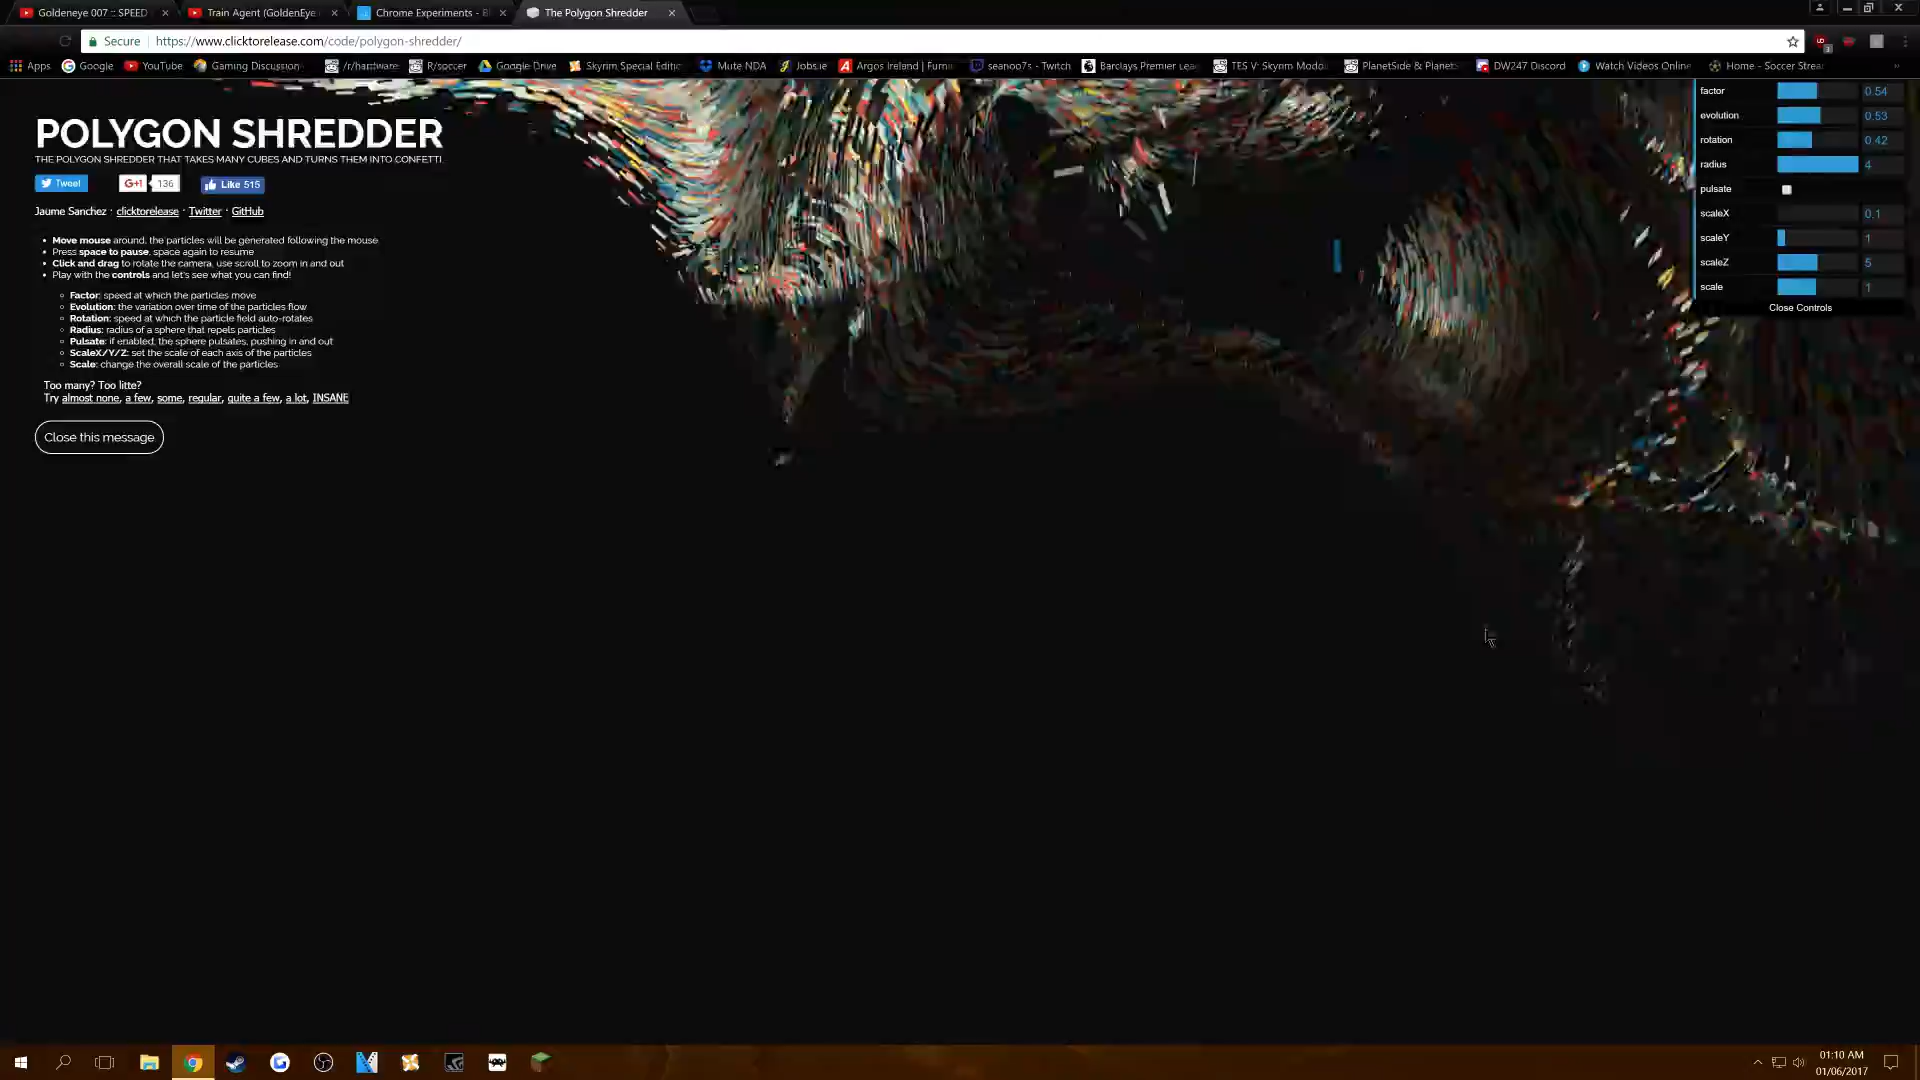 Goldeneye 007 :: SPEED
Train Agent (GoldenEye
Chrome Experiments - B
The Polygon Shredder
Secure
https://www.clicktorelease.com/code/polygon-shredder/
Apps
Google
YouTube
Gaming Discussion
/r/hardware
R/soccer
Google Drive
Skyrim Special Editio
Mute NDA
Jobs.ie
Argos Ireland | Furni
seanoo7s - Twitch
Barclays Premier Lea
TES V: Skyrim Modd
PlanetSide & Planets
DW247 Discord
Watch Videos Online
Home - Soccer Strea
POLYGON SHREDDER
THE POLYGON SHREDDER THAT TAKES MANY CUBES AND TURNS THEM INTO CONFETTI.
Tweet
G+1
136
Like 515
Jaume Sanchez · clicktorelease · Twitter · GitHub
Move mouse around, the particles will be generated following the mouse
Press space to pause, space again to resume
Click and drag to rotate the camera, use scroll to zoom in and out
Play with the controls and let's see what you can find!
Factor: speed at which the particles move
Evolution: the variation over time of the particles flow
Rotation: speed at which the particle field auto-rotates
Radius: radius of a sphere that repels particles
Pulsate: if enabled, the sphere pulsates, pushing in and out
ScaleX/Y/Z: set the scale of each axis of the particles
Scale: change the overall scale of the particles
Too many? Too litte?
Try almost none, a few, some, regular, quite a few, a lot, INSANE
Close this message
factor 0.54
evolution 0.53
rotation 0.42
radius 4
pulsate
scaleX 0.1
scaleY 1
scaleZ 5
scale 1
Close Controls
01:10 AM
01/06/2017